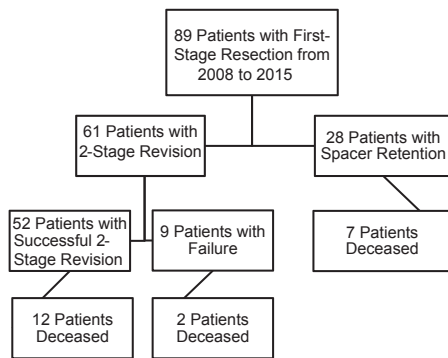 89 Patients with First-
Stage Resection from
2008 to 2015
61 Patients with
2-Stage Revision
28 Patients with
Spacer Retention
52 Patients with
Successful 2-
Stage Revision
9 Patients with
Failure
7 Patients
Deceased
12 Patients
Deceased
2 Patients
Deceased